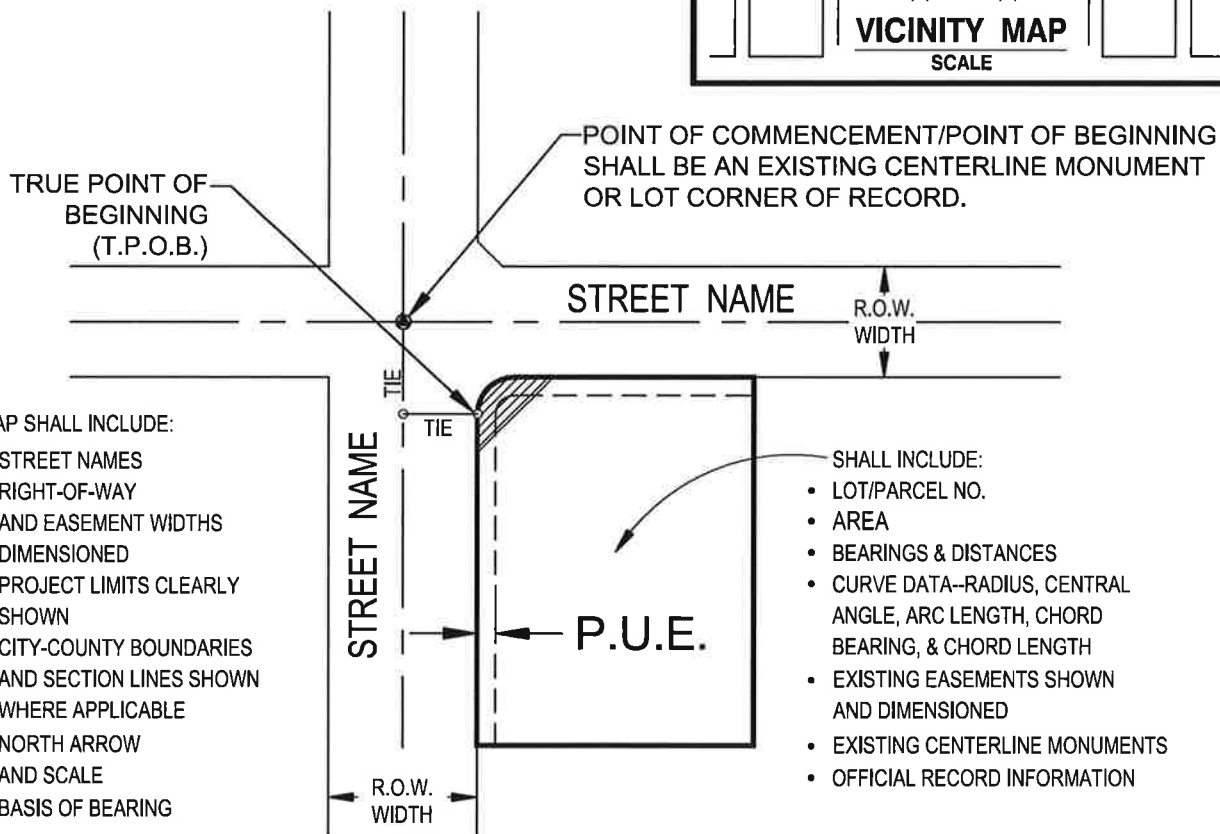 VICINITY MAP
SCALE
POINT OF COMMENCEMENT/POINT OF BEGINNING
SHALL BE AN EXISTING CENTERLINE MONUMENT
OR LOT CORNER OF RECORD.
TRUE POINT OF
BEGINNING
(T.P.O.B.)
STREET NAME
R.O.W.
WIDTH
TIE
TIE
STREET NAME
P.U.E.
R.O.W.
WIDTH
AP SHALL INCLUDE:
STREET NAMES
RIGHT-OF-WAY
AND EASEMENT WIDTHS
DIMENSIONED
PROJECT LIMITS CLEARLY
SHOWN
CITY-COUNTY BOUNDARIES
AND SECTION LINES SHOWN
WHERE APPLICABLE
NORTH ARROW
AND SCALE
BASIS OF BEARING
SHALL INCLUDE:
• LOT/PARCEL NO.
• AREA
• BEARINGS & DISTANCES
• CURVE DATA--RADIUS, CENTRAL
ANGLE, ARC LENGTH, CHORD
BEARING, & CHORD LENGTH
• EXISTING EASEMENTS SHOWN
AND DIMENSIONED
• EXISTING CENTERLINE MONUMENTS
• OFFICIAL RECORD INFORMATION